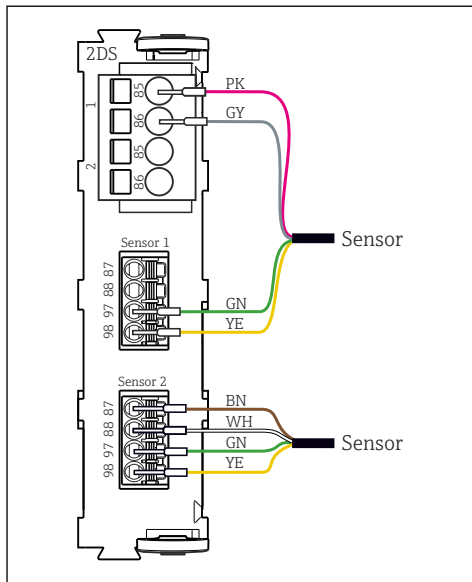 2DS
1
85
PK
86
GY
85
2
86
Sensor
Sensor 1
87
88
97
GN
98
YE
Sensor 2
87
BN
88
WH
97
GN
Sensor
98
YE